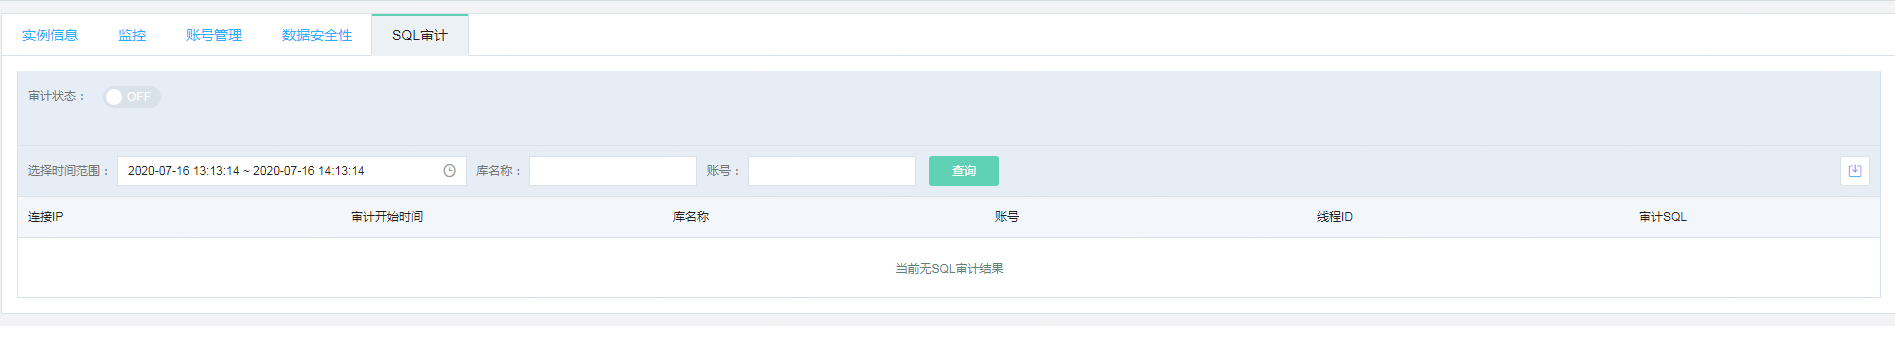 实例信息 监控 账号管理 数据安全性 SQL审计
审计状态： OFF
选择时间范围： 2020-07-16 13:13:14 ~ 2020-07-16 14:13:14 库名称： 账号： 查询
连接IP 审计开始时间 库名称 账号 线程ID 审计SQL
当前无SQL审计结果